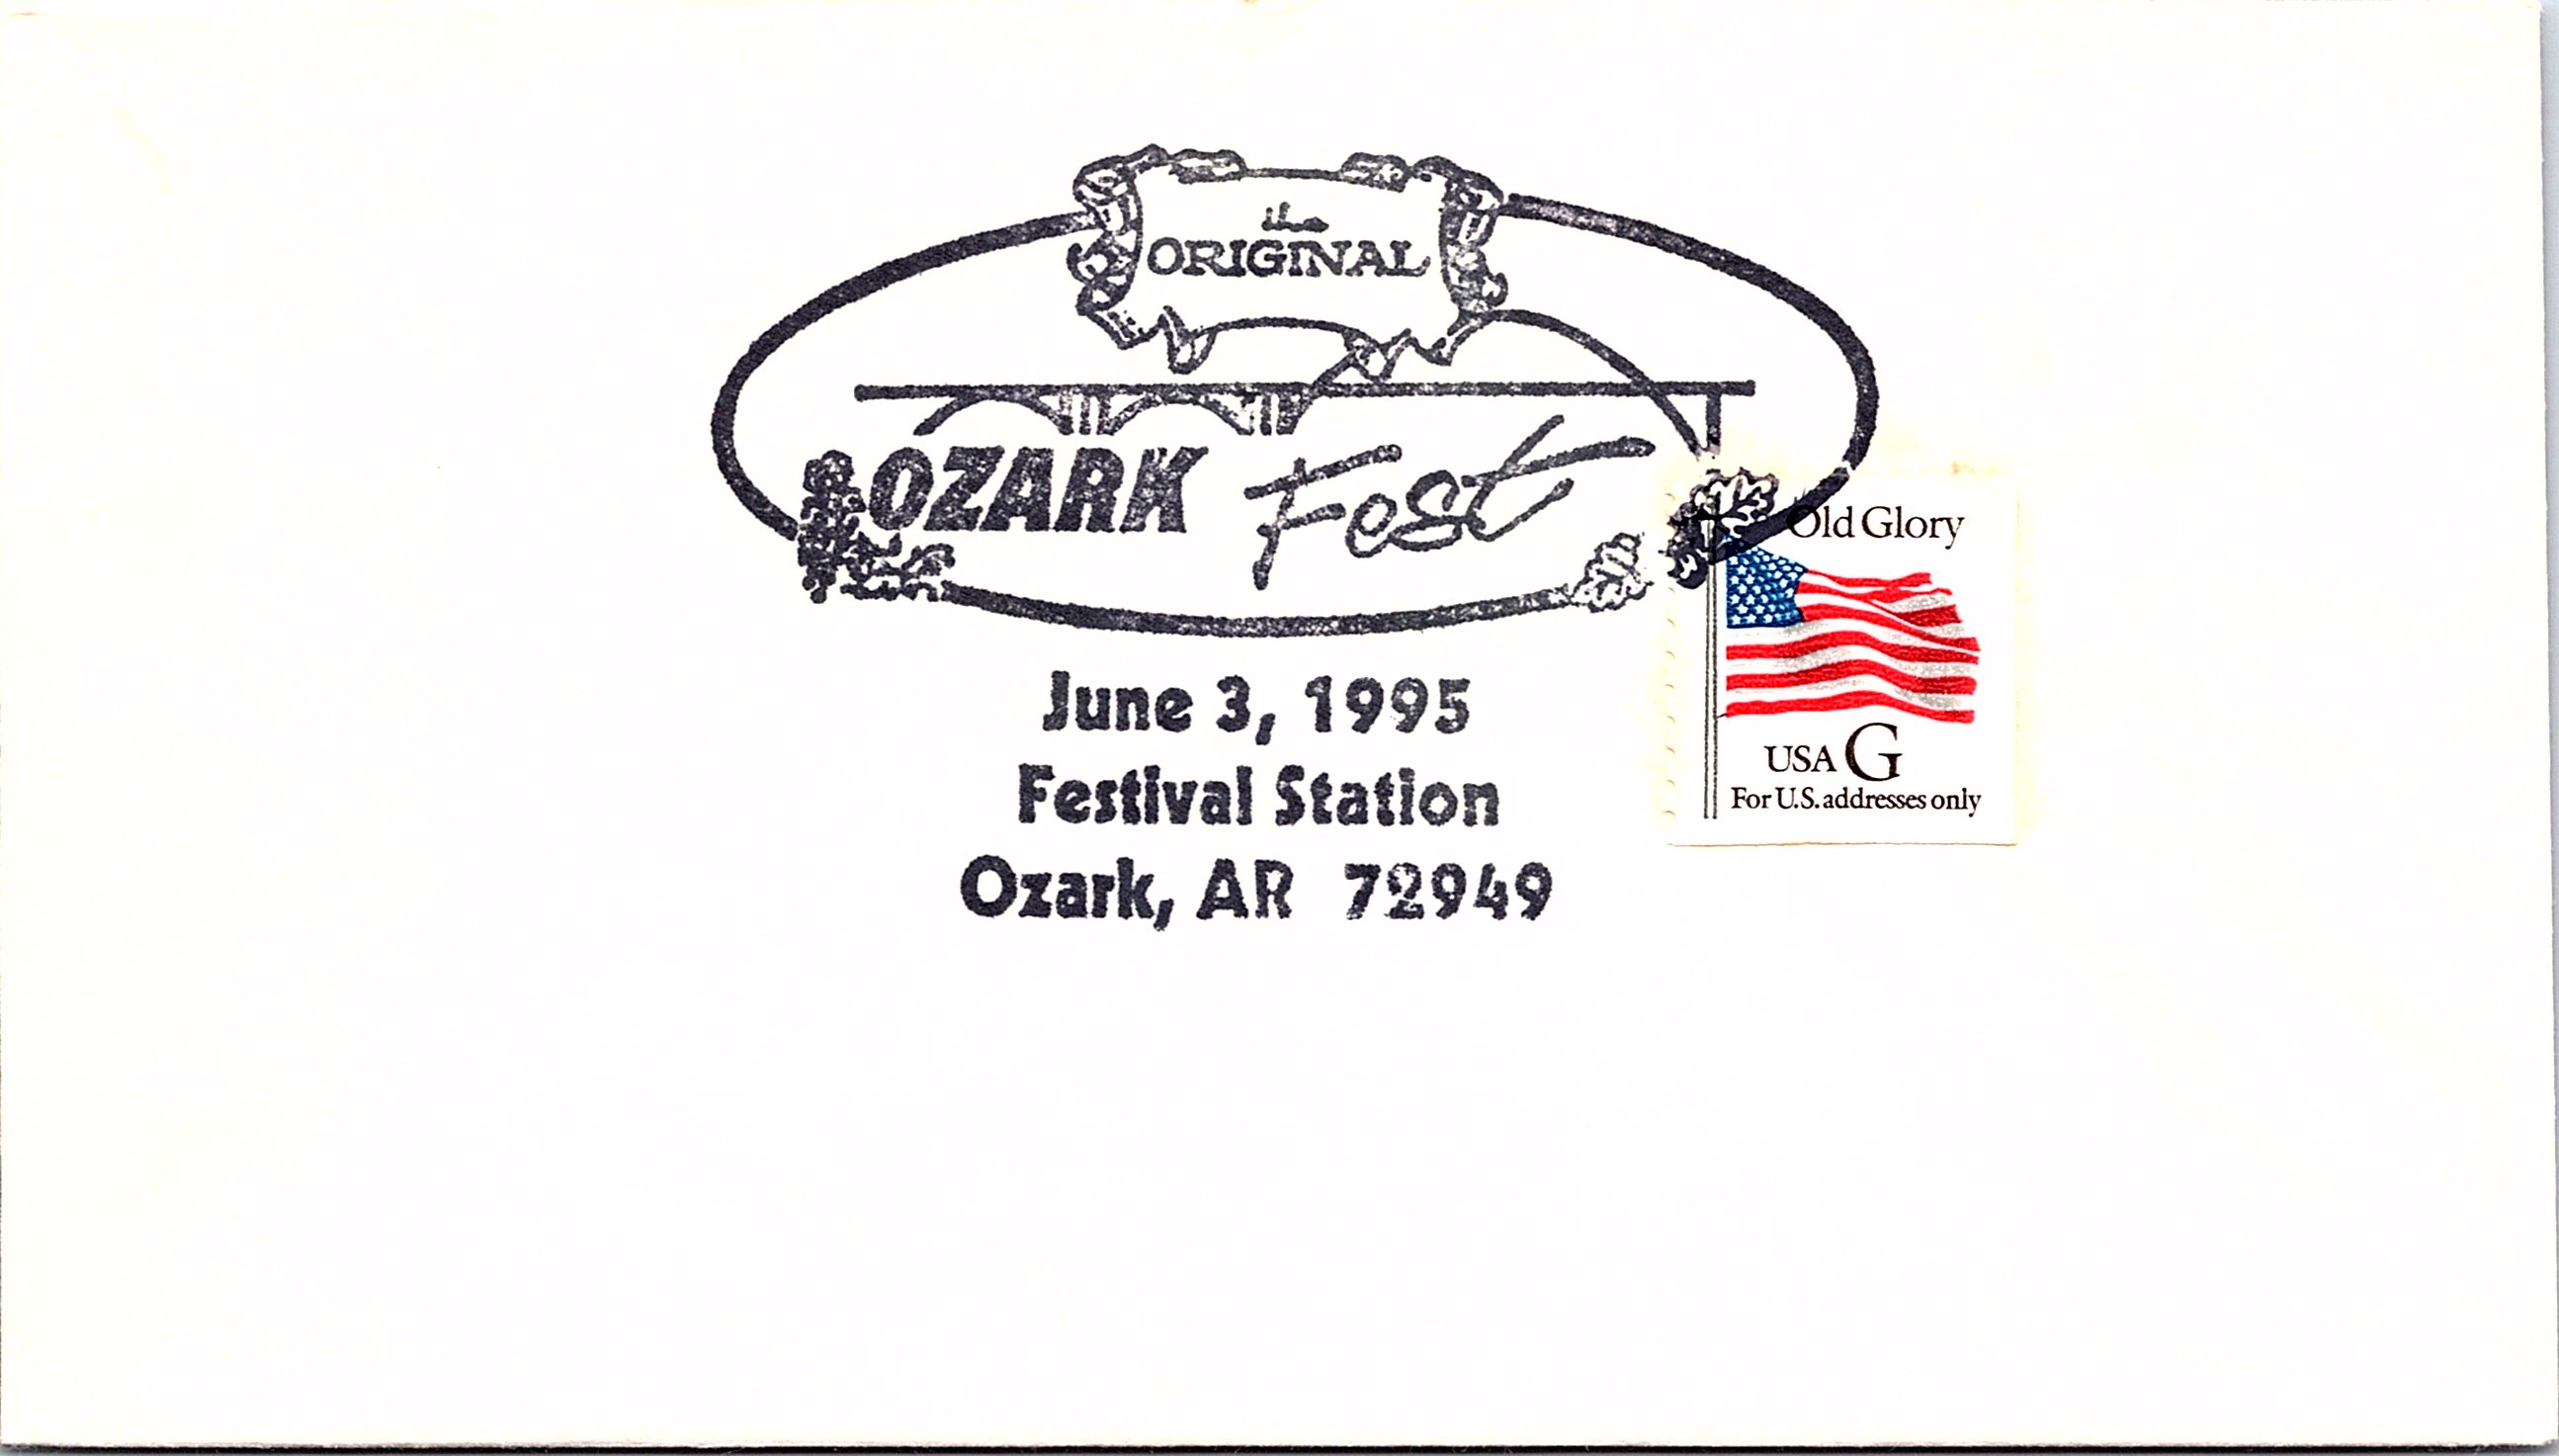 the
ORIGINAL
OZARK Fest
June 3, 1995
Festival Station
Ozark, AR 72949
Old Glory
USA G
For U.S. addresses only